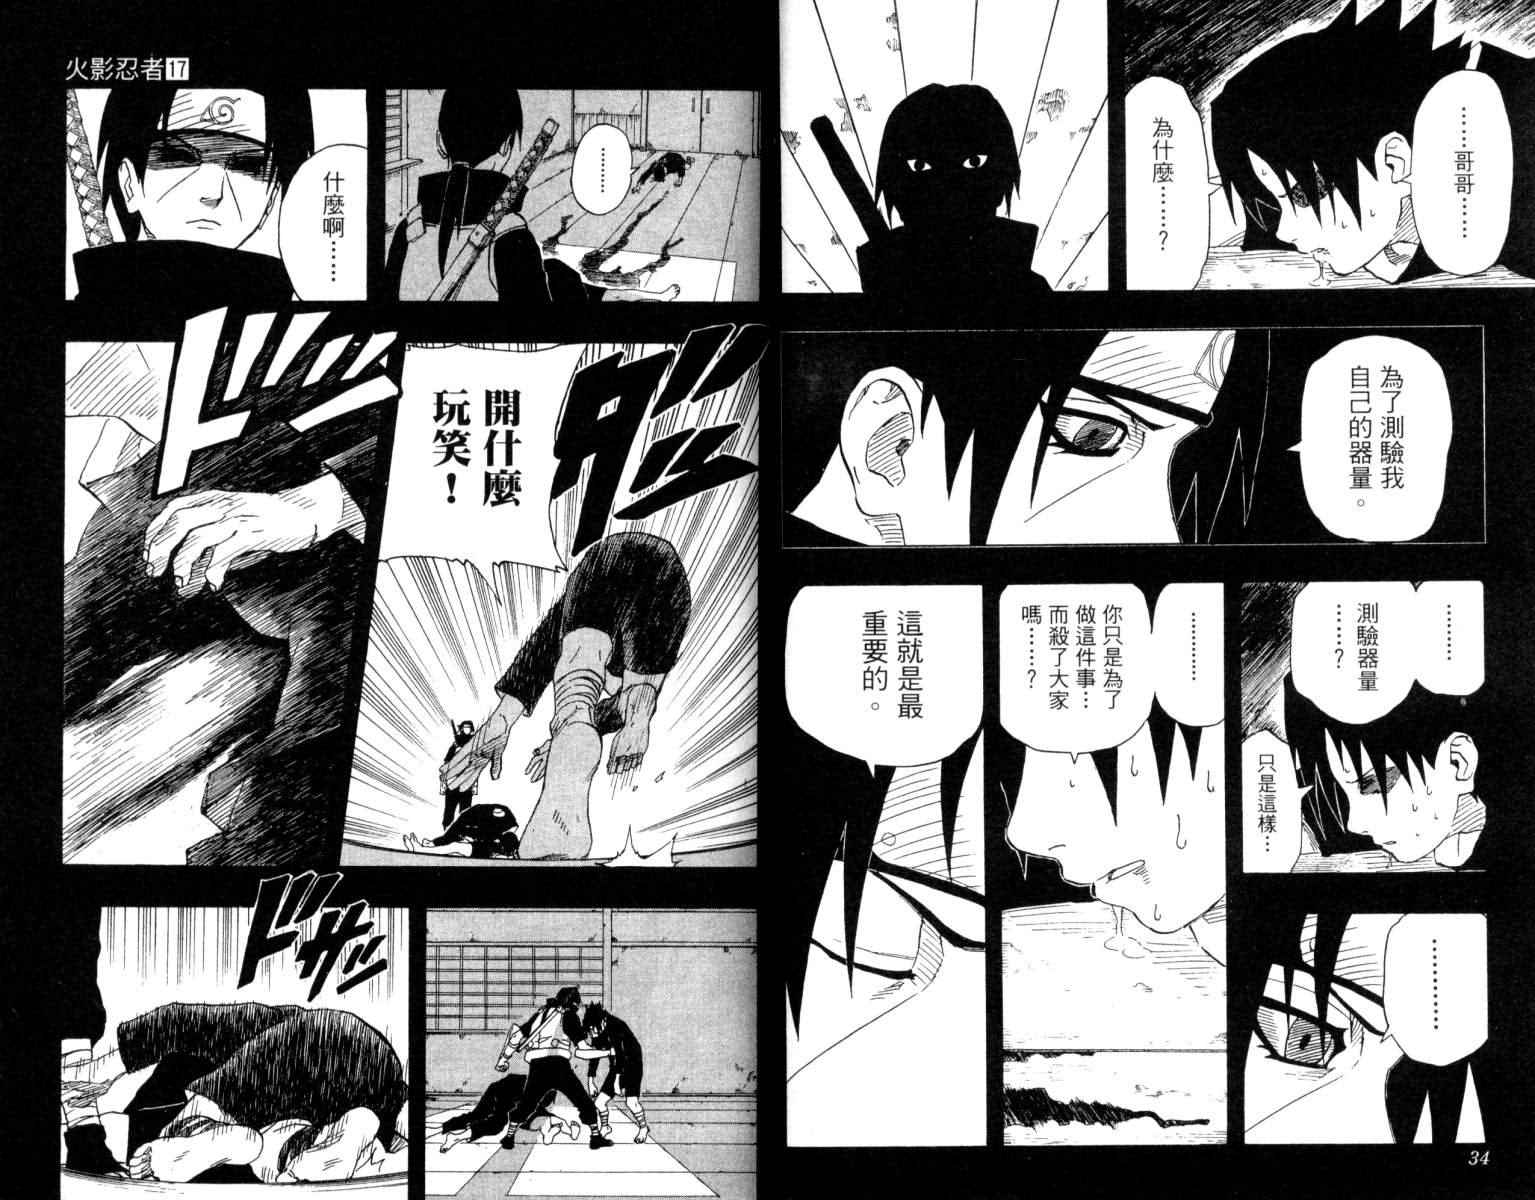 ……哥哥……
為什麼……?
為了測驗我
自己的器量。
………
測驗器量
……?
只是這樣…
………
………
你只是為了
做這件事…
而殺了大家
嗎……?
這就是最
重要的。
34
火影忍者17
………
什麼啊……
開什麼
玩笑!
ダッ
ド
ドサッ